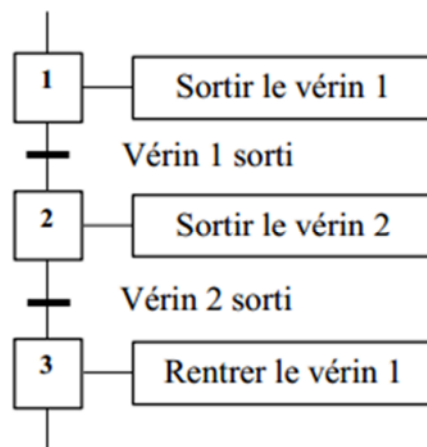 1 Sortir le vérin 1
Vérin 1 sorti
2 Sortir le vérin 2
Vérin 2 sorti
3 Rentrer le vérin 1